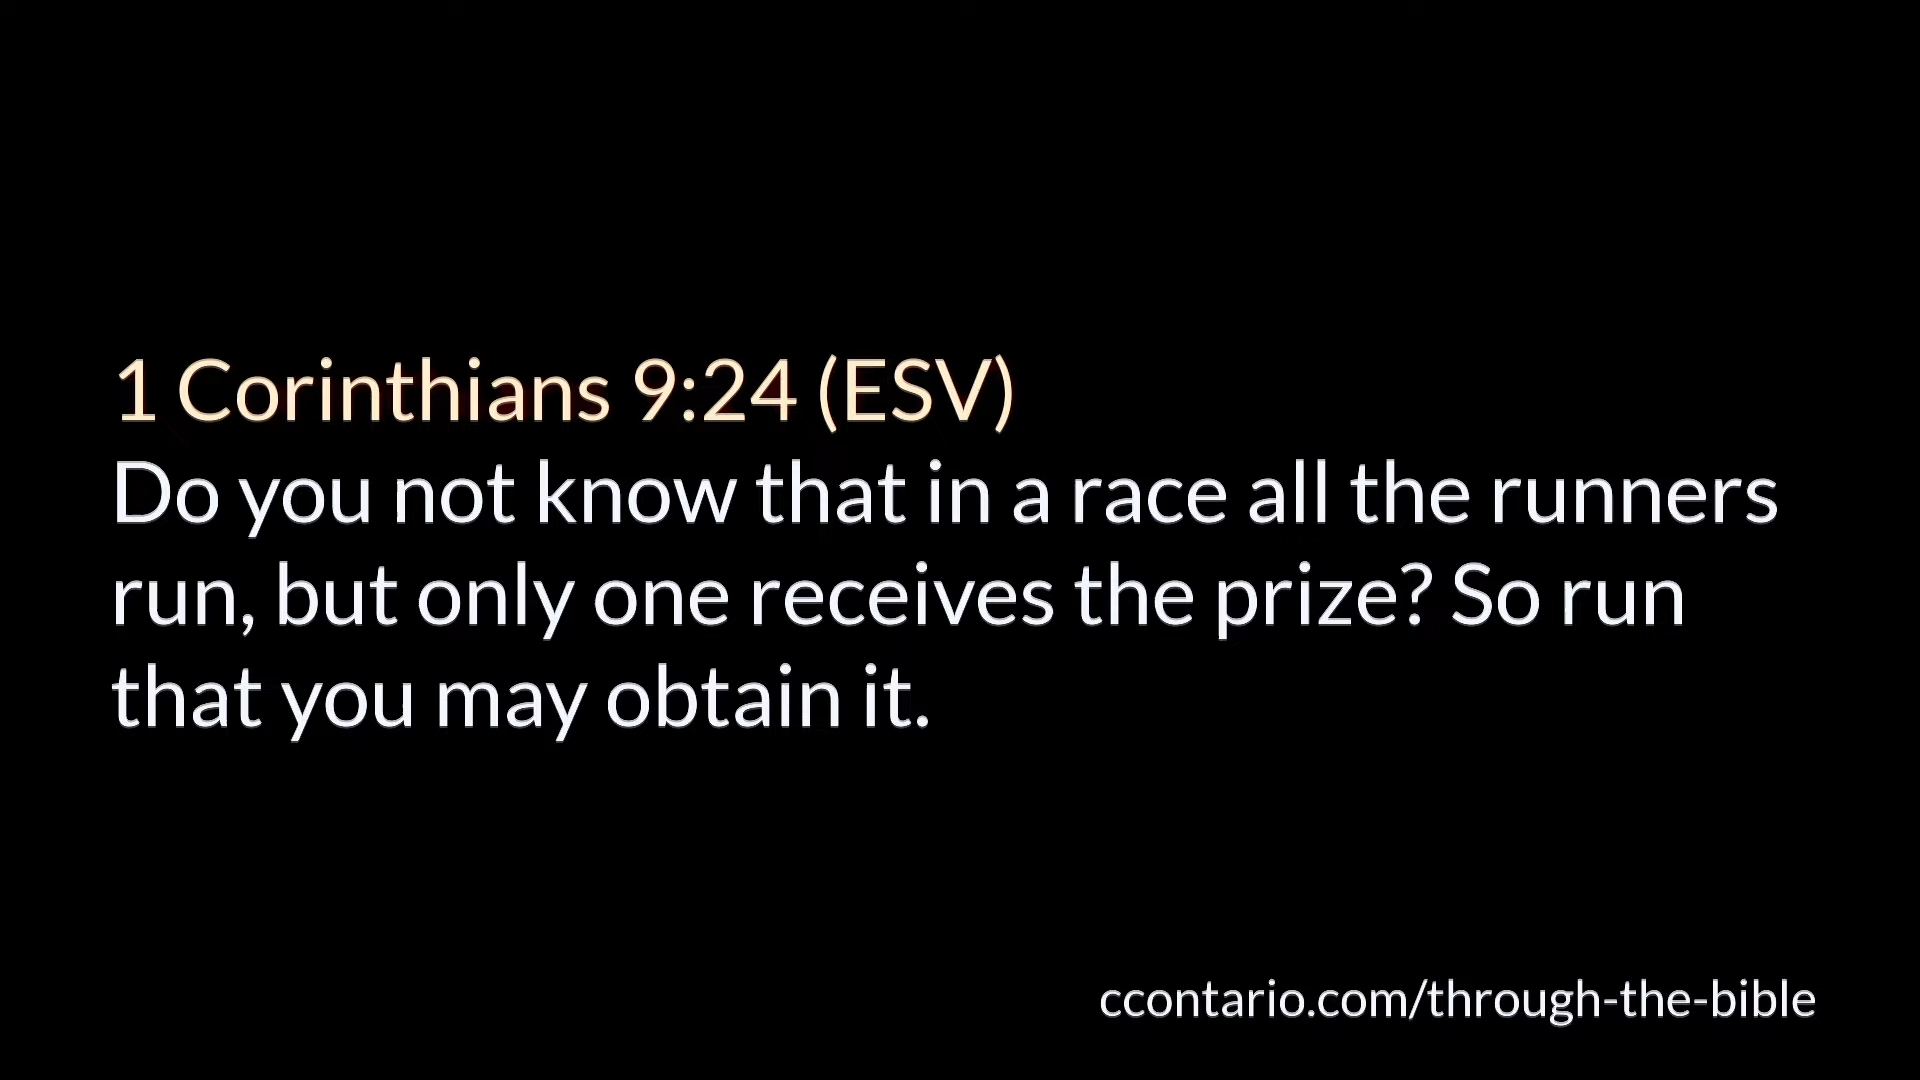 1 Corinthians 9:24 (ESV)
Do you not know that in a race all the runners
run, but only one receives the prize? So run
that you may obtain it.
ccontario.com/through-the-bible